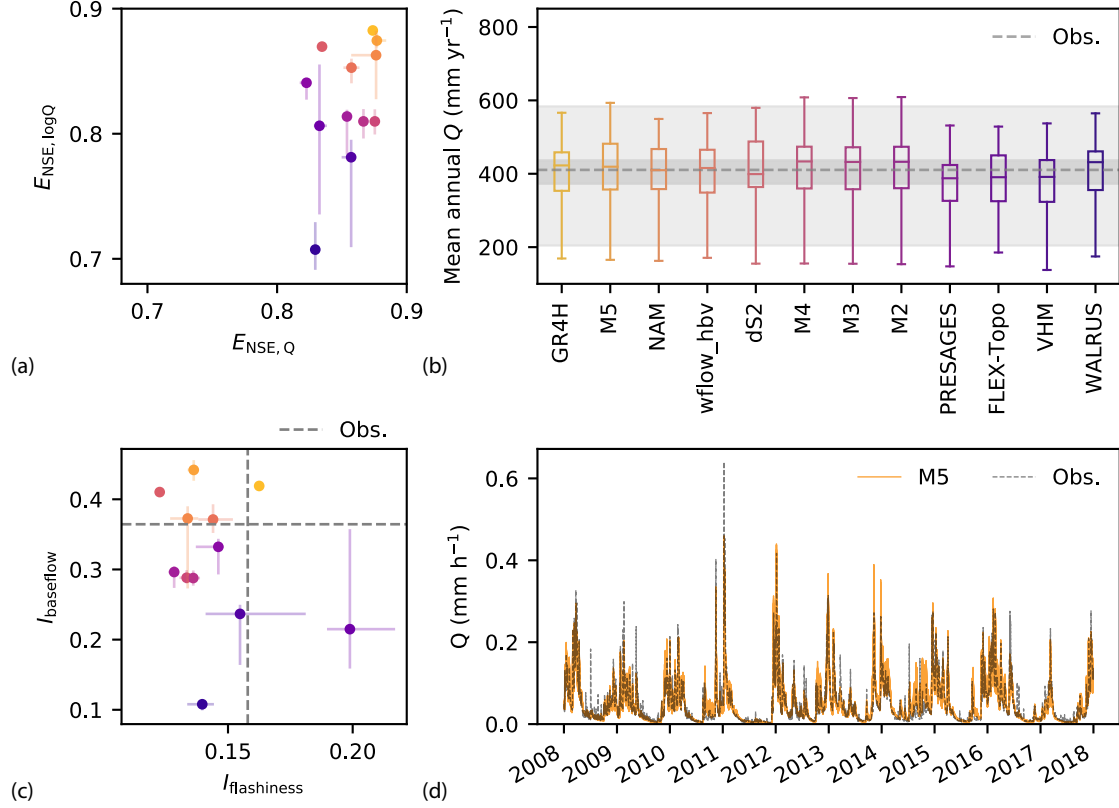 0.9
0.8
0.7
E_NSE, logQ
0.7 0.8 0.9
E_NSE, Q
(a)
800
600
400
200
Mean annual Q (mm yr⁻¹)
Obs.
GR4H
M5
NAM
wflow_hbv
dS2
M4
M3
M2
PRESAGES
FLEX-Topo
VHM
WALRUS
(b)
Obs.
0.4
0.3
0.2
0.1
I_baseflow
0.15 0.20
I_flashiness
(c)
0.6
0.4
0.2
0.0
Q (mm h⁻¹)
M5 Obs.
2008 2009 2010 2011 2012 2013 2014 2015 2016 2017 2018
(d)